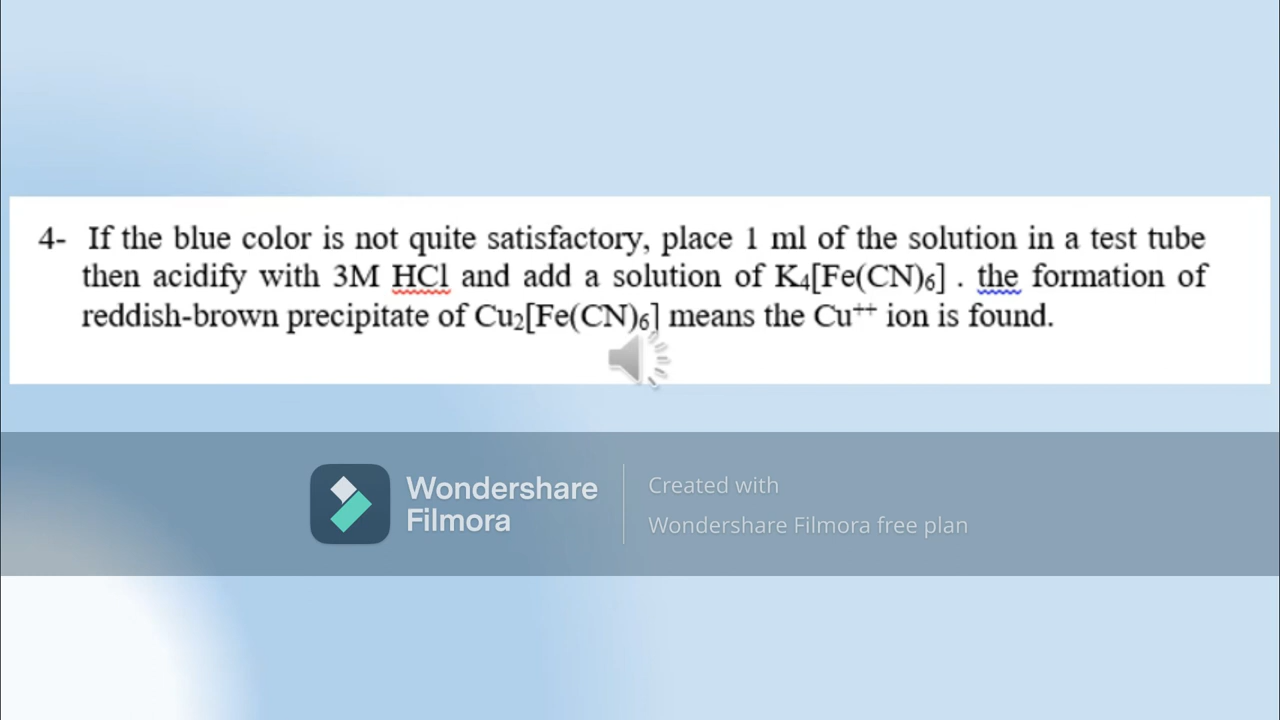 4- If the blue color is not quite satisfactory, place 1 ml of the solution in a test tube
then acidify with 3M HCl and add a solution of K₄[Fe(CN)₆] . the formation of
reddish-brown precipitate of Cu₂[Fe(CN)₆] means the Cu⁺⁺ ion is found.
Wondershare
Filmora
Created with
Wondershare Filmora free plan